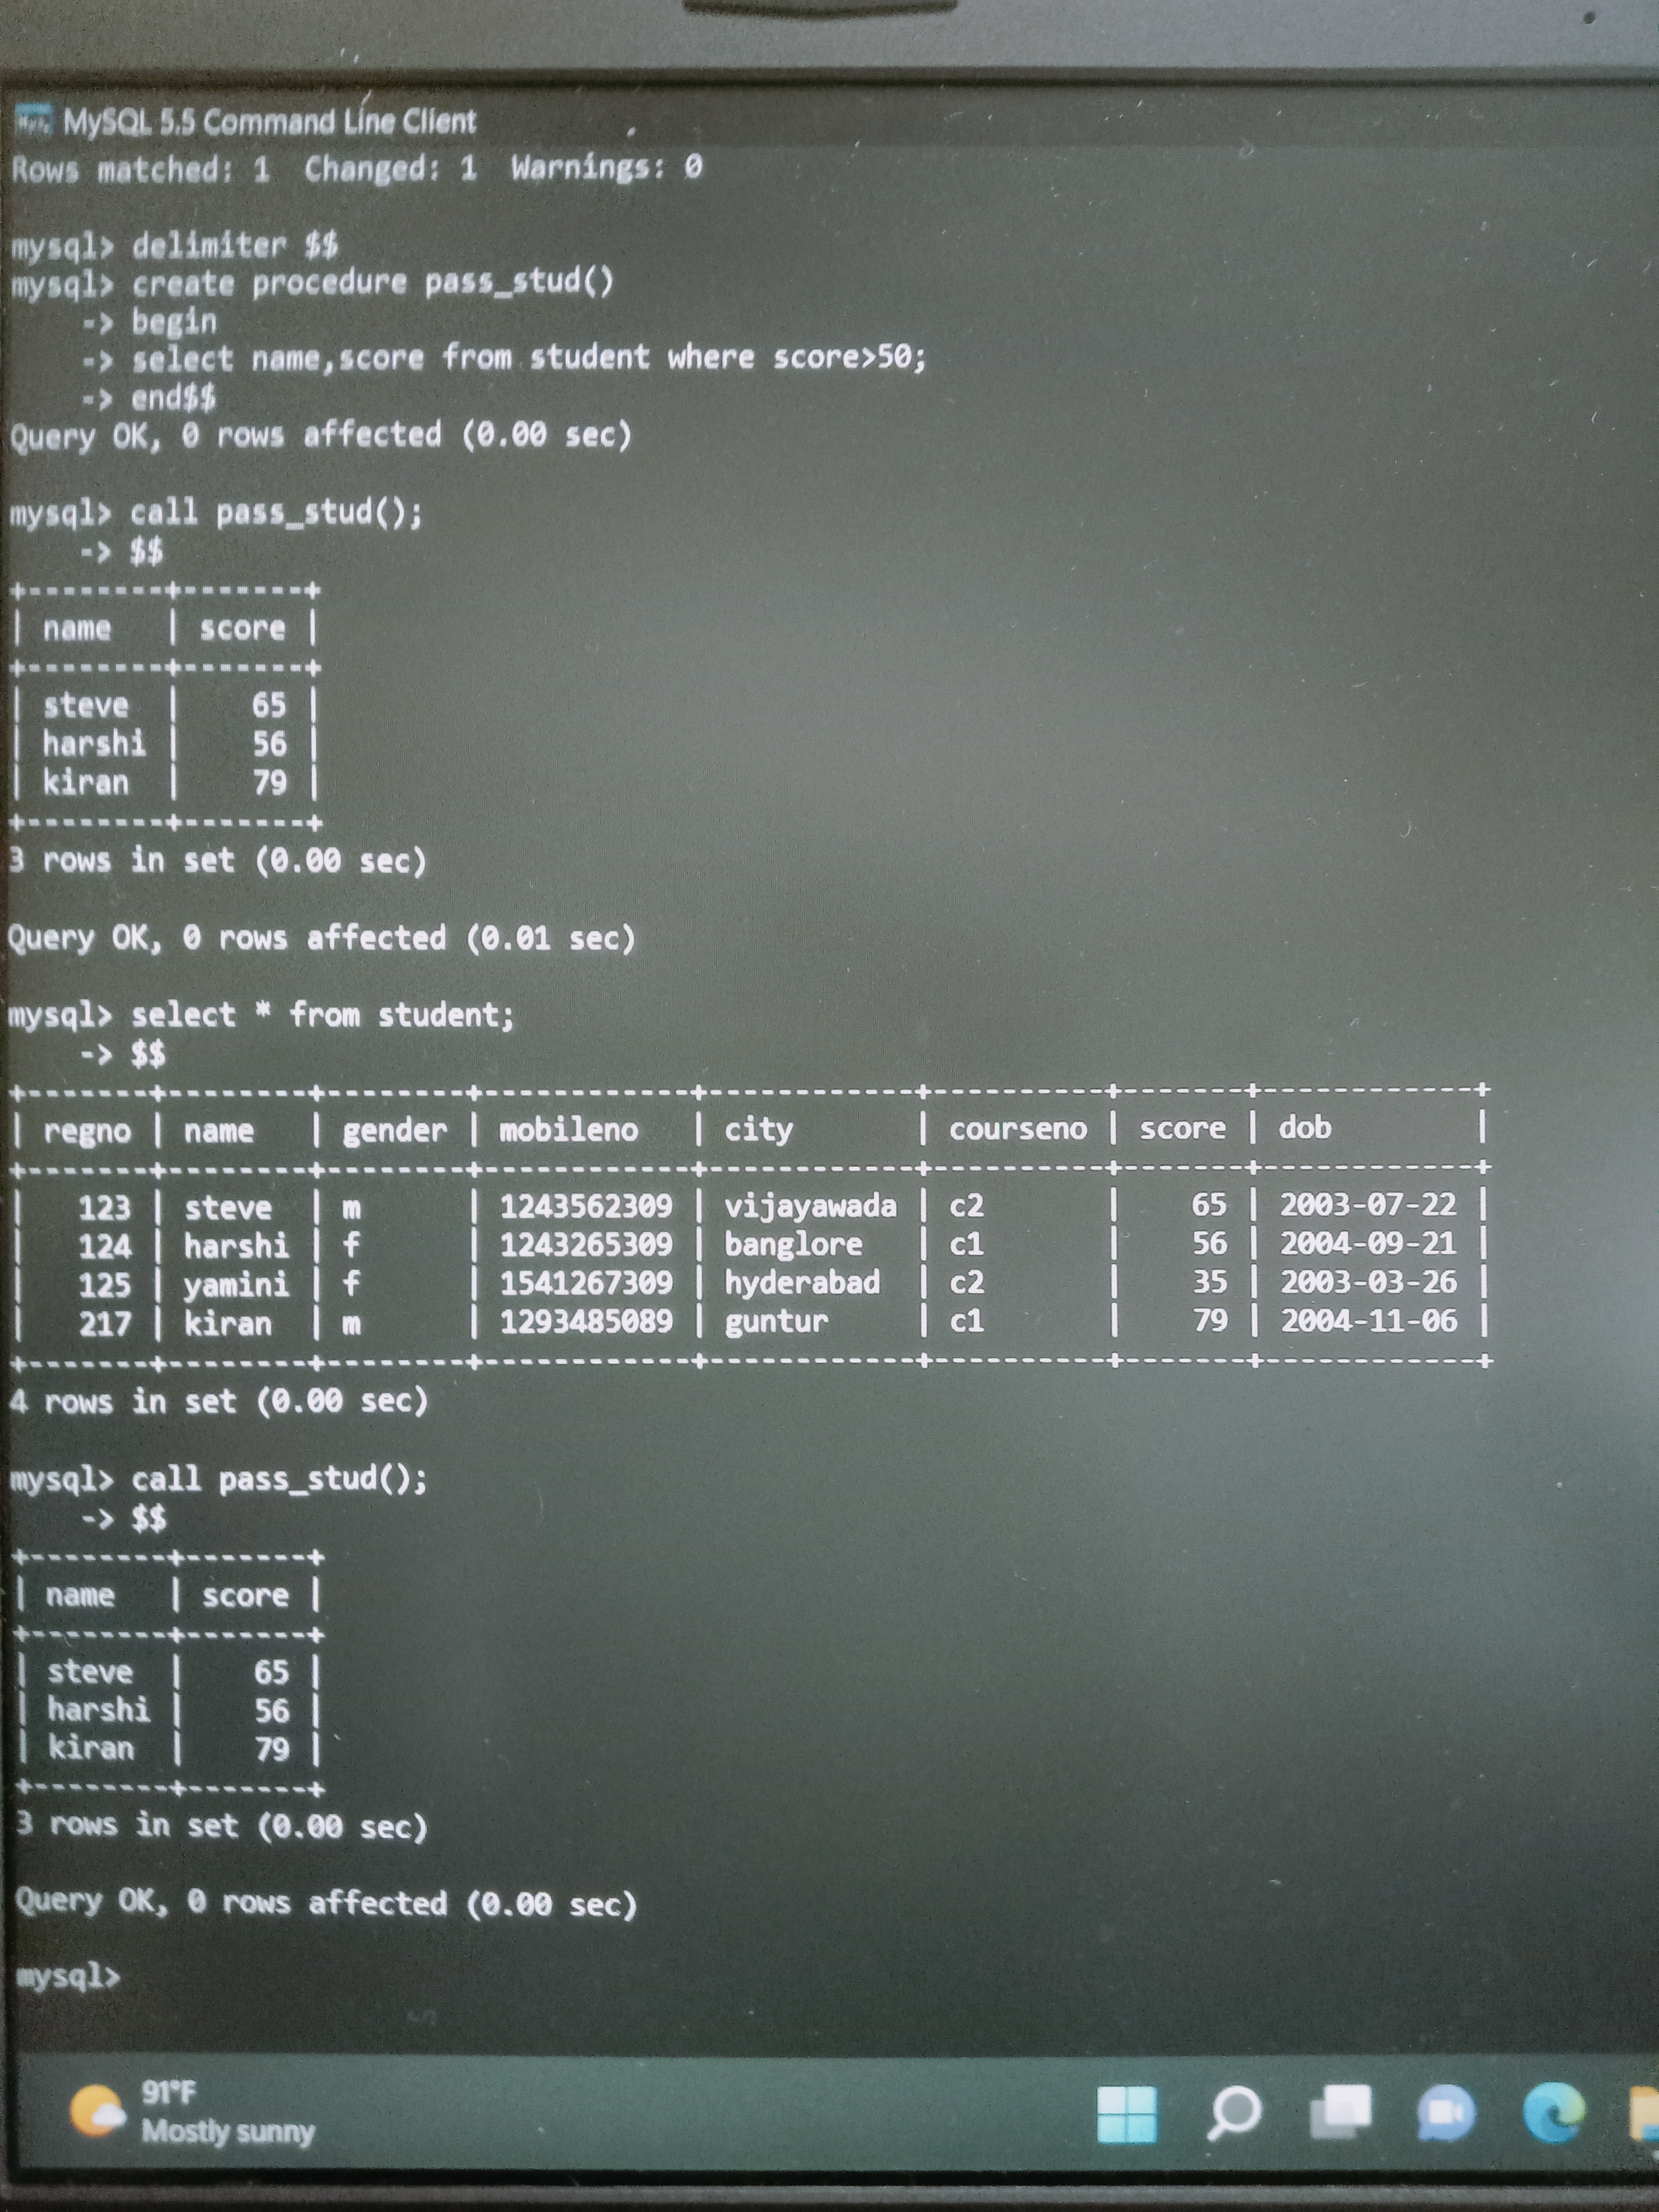 MySQL 5.5 Command Line Client
Rows matched: 1  Changed: 1  Warnings: 0
mysql> delimiter $$
mysql> create procedure pass_stud()
    -> begin
    -> select name,score from student where score>50;
    -> end$$
Query OK, 0 rows affected (0.00 sec)
mysql> call pass_stud();
    -> $$
+--------+-------+
| name   | score |
+--------+-------+
| steve  |    65 |
| harshi |    56 |
| kiran  |    79 |
+--------+-------+
3 rows in set (0.00 sec)
Query OK, 0 rows affected (0.01 sec)
mysql> select * from student;
    -> $$
+-------+--------+--------+------------+------------+----------+-------+------------+
| regno | name   | gender | mobileno   | city       | courseno | score | dob        |
+-------+--------+--------+------------+------------+----------+-------+------------+
|   123 | steve  | m      | 1243562309 | vijayawada | c2       |    65 | 2003-07-22 |
|   124 | harshi | f      | 1243265309 | banglore   | c1       |    56 | 2004-09-21 |
|   125 | yamini | f      | 1541267309 | hyderabad  | c2       |    35 | 2003-03-26 |
|   217 | kiran  | m      | 1293485089 | guntur     | c1       |    79 | 2004-11-06 |
+-------+--------+--------+------------+------------+----------+-------+------------+
4 rows in set (0.00 sec)
mysql> call pass_stud();
    -> $$
+--------+-------+
| name   | score |
+--------+-------+
| steve  |    65 |
| harshi |    56 |
| kiran  |    79 |
+--------+-------+
3 rows in set (0.00 sec)
Query OK, 0 rows affected (0.00 sec)
mysql>
91°F
Mostly sunny